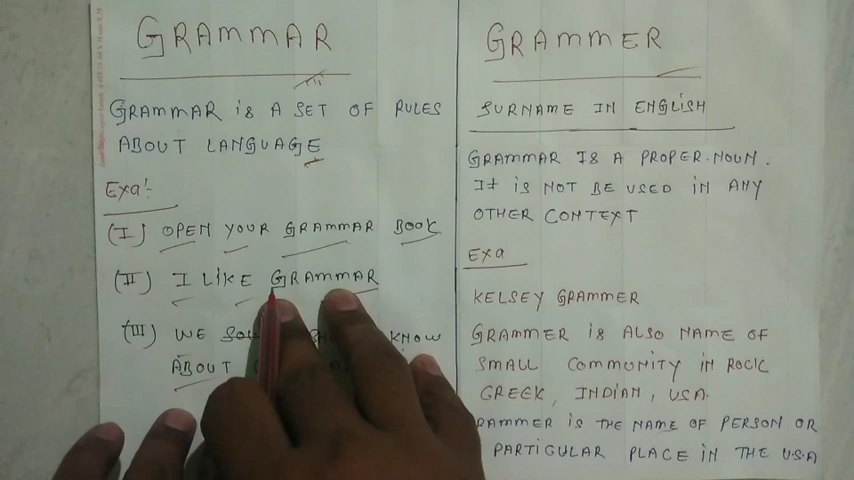 GRAMMAR
GRAMMAR IS A SET OF RULES
ABOUT LANGUAGE
Exa:
(I) OPEN YOUR GRAMMAR BOOK
(II) I LIKE GRAMMAR
(III) WE KNOW
ABOUT
GRAMMER
SURNAME IN ENGLISH
GRAMMAR IS A PROPER-NOUN.
It is NOT BE USED IN ANY
OTHER CONTEXT
Exa
KELSEY GRAMMER
GRAMMER is ALSO NAME OF
SMALL COMMUNITY IN ROCK
GREEK, INDIAN, USA.
RAMMER is THE NAME OF PERSON OR
PARTICULAR PLACE IN THE U.S.A